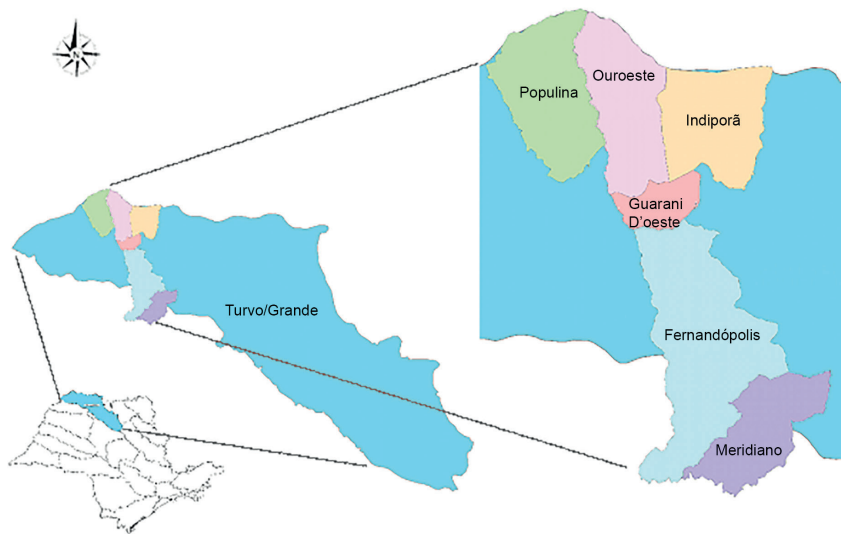 N
Populina
Ouroeste
Indiporã
Guarani
D'oeste
Turvo/Grande
Fernandópolis
Meridiano